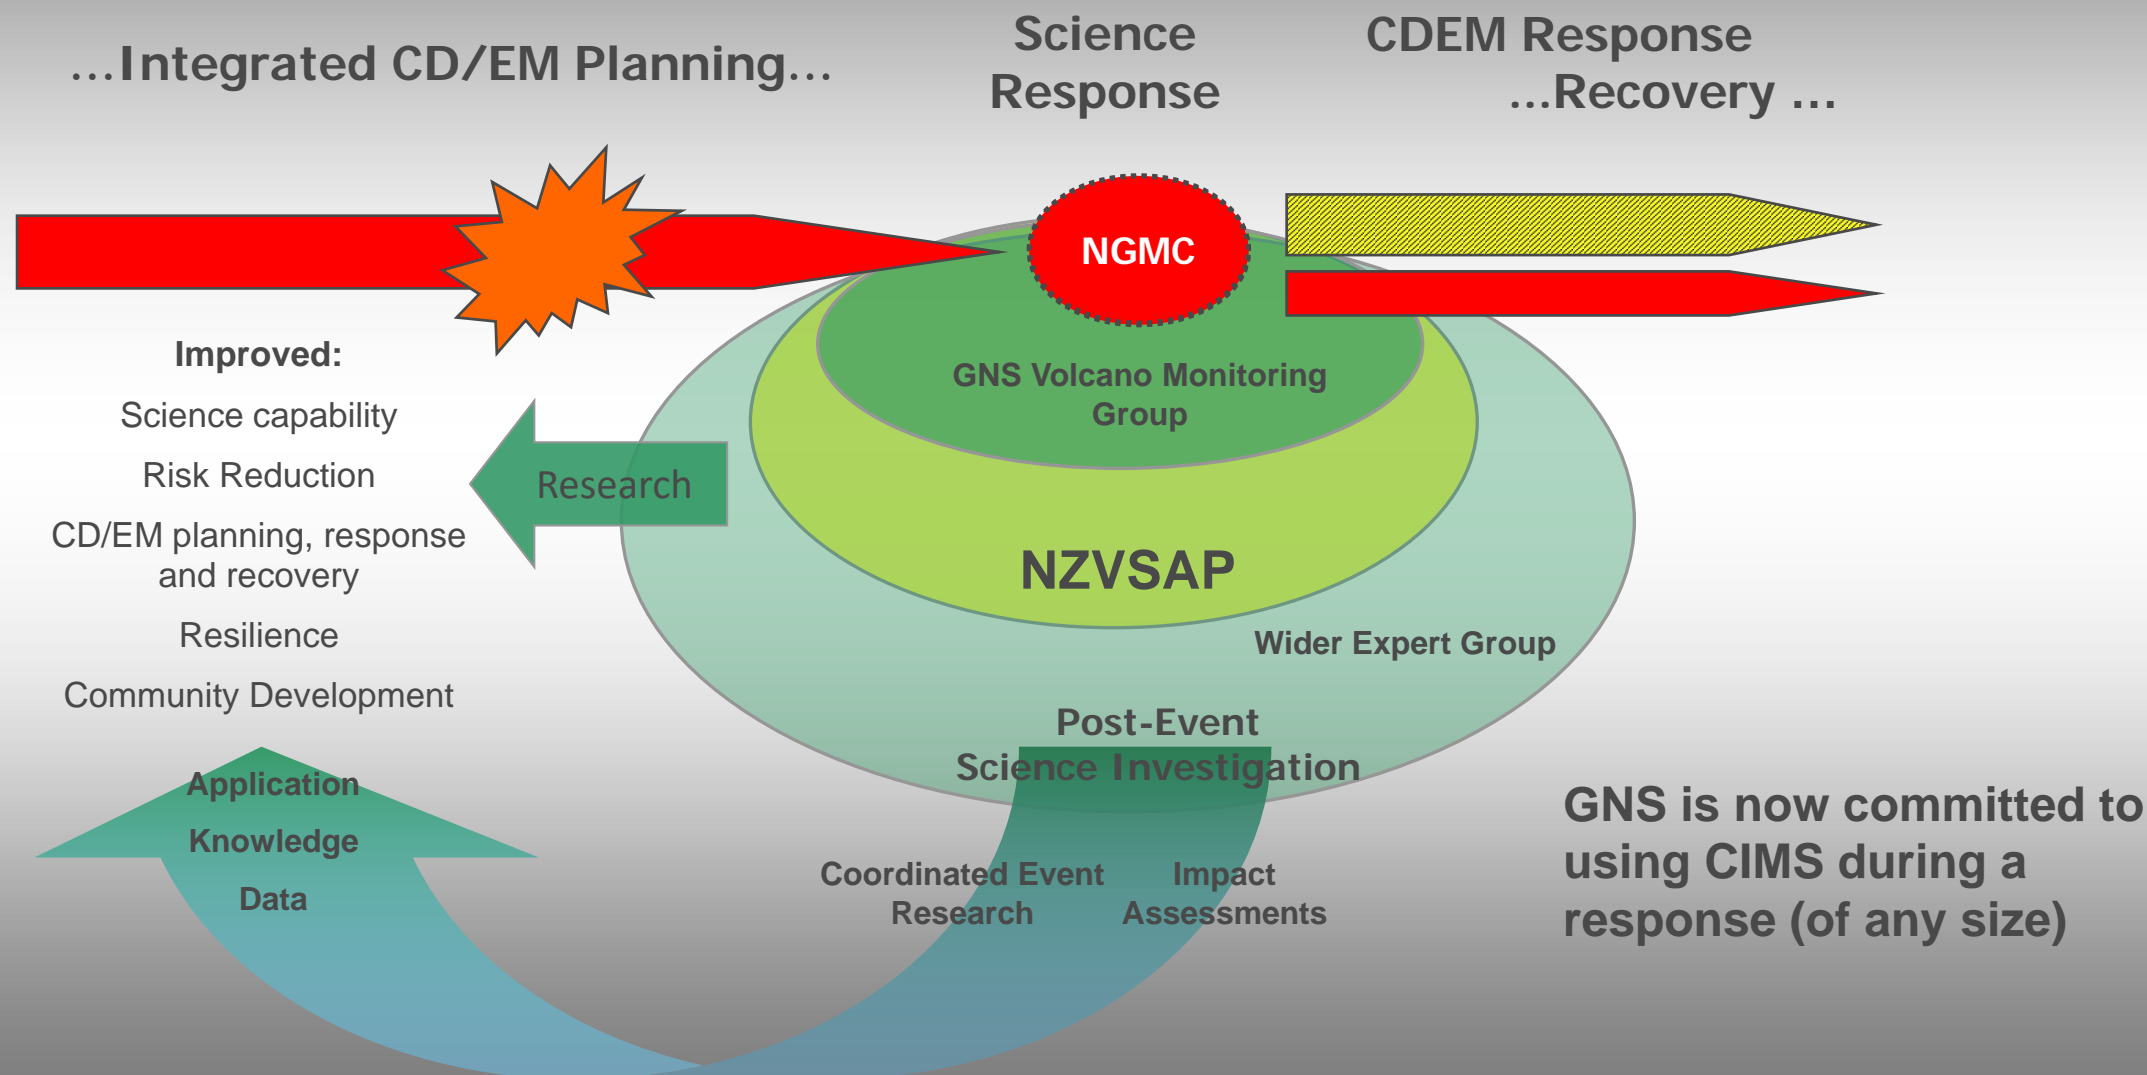 ...Integrated CD/EM Planning...
Science
Response
CDEM Response
...Recovery ...
NGMC
GNS Volcano Monitoring
Group
Improved:
Science capability
Risk Reduction
CD/EM planning, response
and recovery
Resilience
Community Development
Research
NZVSAP
Wider Expert Group
Post-Event
Science Investigation
Application
Knowledge
Data
Coordinated Event
Research
Impact
Assessments
GNS is now committed to
using CIMS during a
response (of any size)